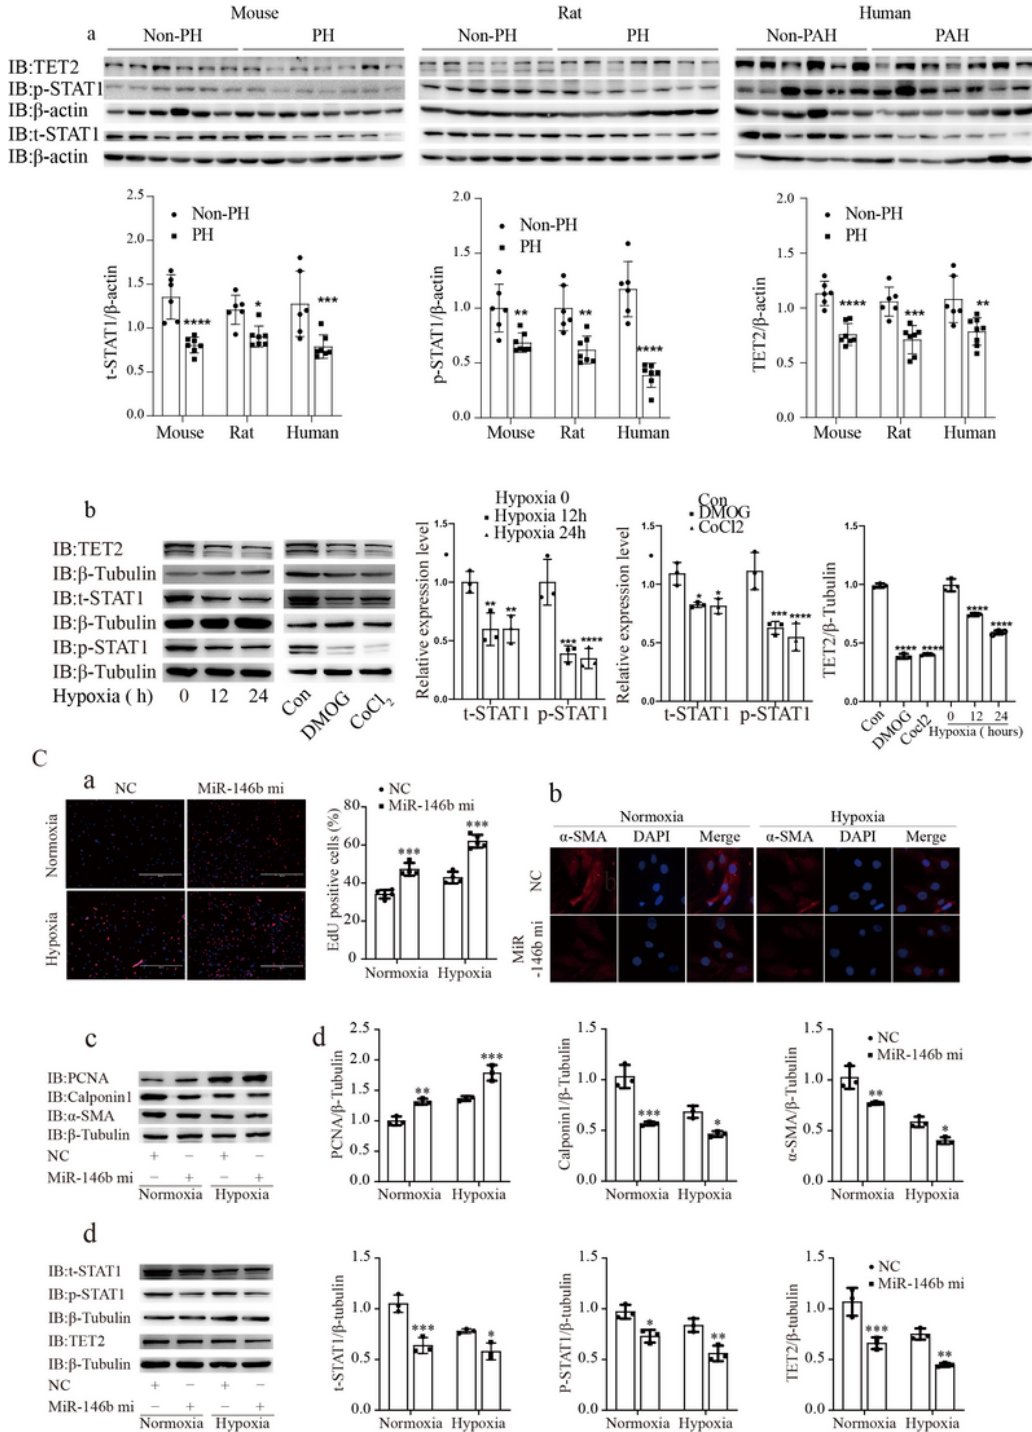 Mouse Rat Human
a
Non-PH PH Non-PH PH Non-PAH PAH
IB:TET2
IB:p-STAT1
IB:β-actin
IB:t-STAT1
IB:β-actin
t-STAT1/β-actin
2.5
2.0
1.5
1.0
0.5
0.0
Non-PH
PH
**** * ***
Mouse Rat Human
p-STAT1/β-actin
2.0
1.5
1.0
0.5
0.0
Non-PH
PH
** ** ****
Mouse Rat Human
TET2/β-actin
2.0
1.5
1.0
0.5
0.0
Non-PH
PH
**** *** **
Mouse Rat Human
b
IB:TET2
IB:β-Tubulin
IB:t-STAT1
IB:β-Tubulin
IB:p-STAT1
IB:β-Tubulin
Hypoxia ( h) 0 12 24 Con DMOG CoCl2
Relative expression level
1.5
1.0
0.5
0.0
Hypoxia 0
Hypoxia 12h
Hypoxia 24h
** ** *** ****
t-STAT1 p-STAT1
Relative expression level
1.5
1.0
0.5
0.0
Con
DMOG
CoCl2
* * *** ****
t-STAT1 p-STAT1
TET2/β-Tubulin
1.5
1.0
0.5
0.0
**** **** **** ****
Con DMOG Cocl2 0 12 24
Hypoxia ( hours)
C
a
NC MiR-146b mi
Normoxia
Hypoxia
EdU positive cells (%)
80
60
40
20
0
NC
MiR-146b mi
*** ***
Normoxia Hypoxia
b
Normoxia Hypoxia
α-SMA DAPI Merge α-SMA DAPI Merge
NC
MiR
-146b mi
c
IB:PCNA
IB:Calponin1
IB:α-SMA
IB:β-Tubulin
NC + − + −
MiR-146b mi − + − +
Normoxia Hypoxia
d
PCNA/β-Tubulin
2.5
2.0
1.5
1.0
0.5
0.0
** ***
Normoxia Hypoxia
Calponin1/β-Tubulin
1.5
1.0
0.5
0.0
*** *
Normoxia Hypoxia
α-SMA/β-Tubulin
1.5
1.0
0.5
0.0
NC
MiR-146b mi
** *
Normoxia Hypoxia
d
IB:t-STAT1
IB:p-STAT1
IB:β-Tubulin
IB:TET2
IB:β-Tubulin
NC + − + −
MiR-146b mi − + − +
Normoxia Hypoxia
t-STAT1/β-tubulin
1.5
1.0
0.5
0.0
*** *
Normoxia Hypoxia
P-STAT1/β-tubulin
1.5
1.0
0.5
0.0
* **
Normoxia Hypoxia
TET2/β-tubulin
1.5
1.0
0.5
0.0
NC
MiR-146b mi
*** **
Normoxia Hypoxia